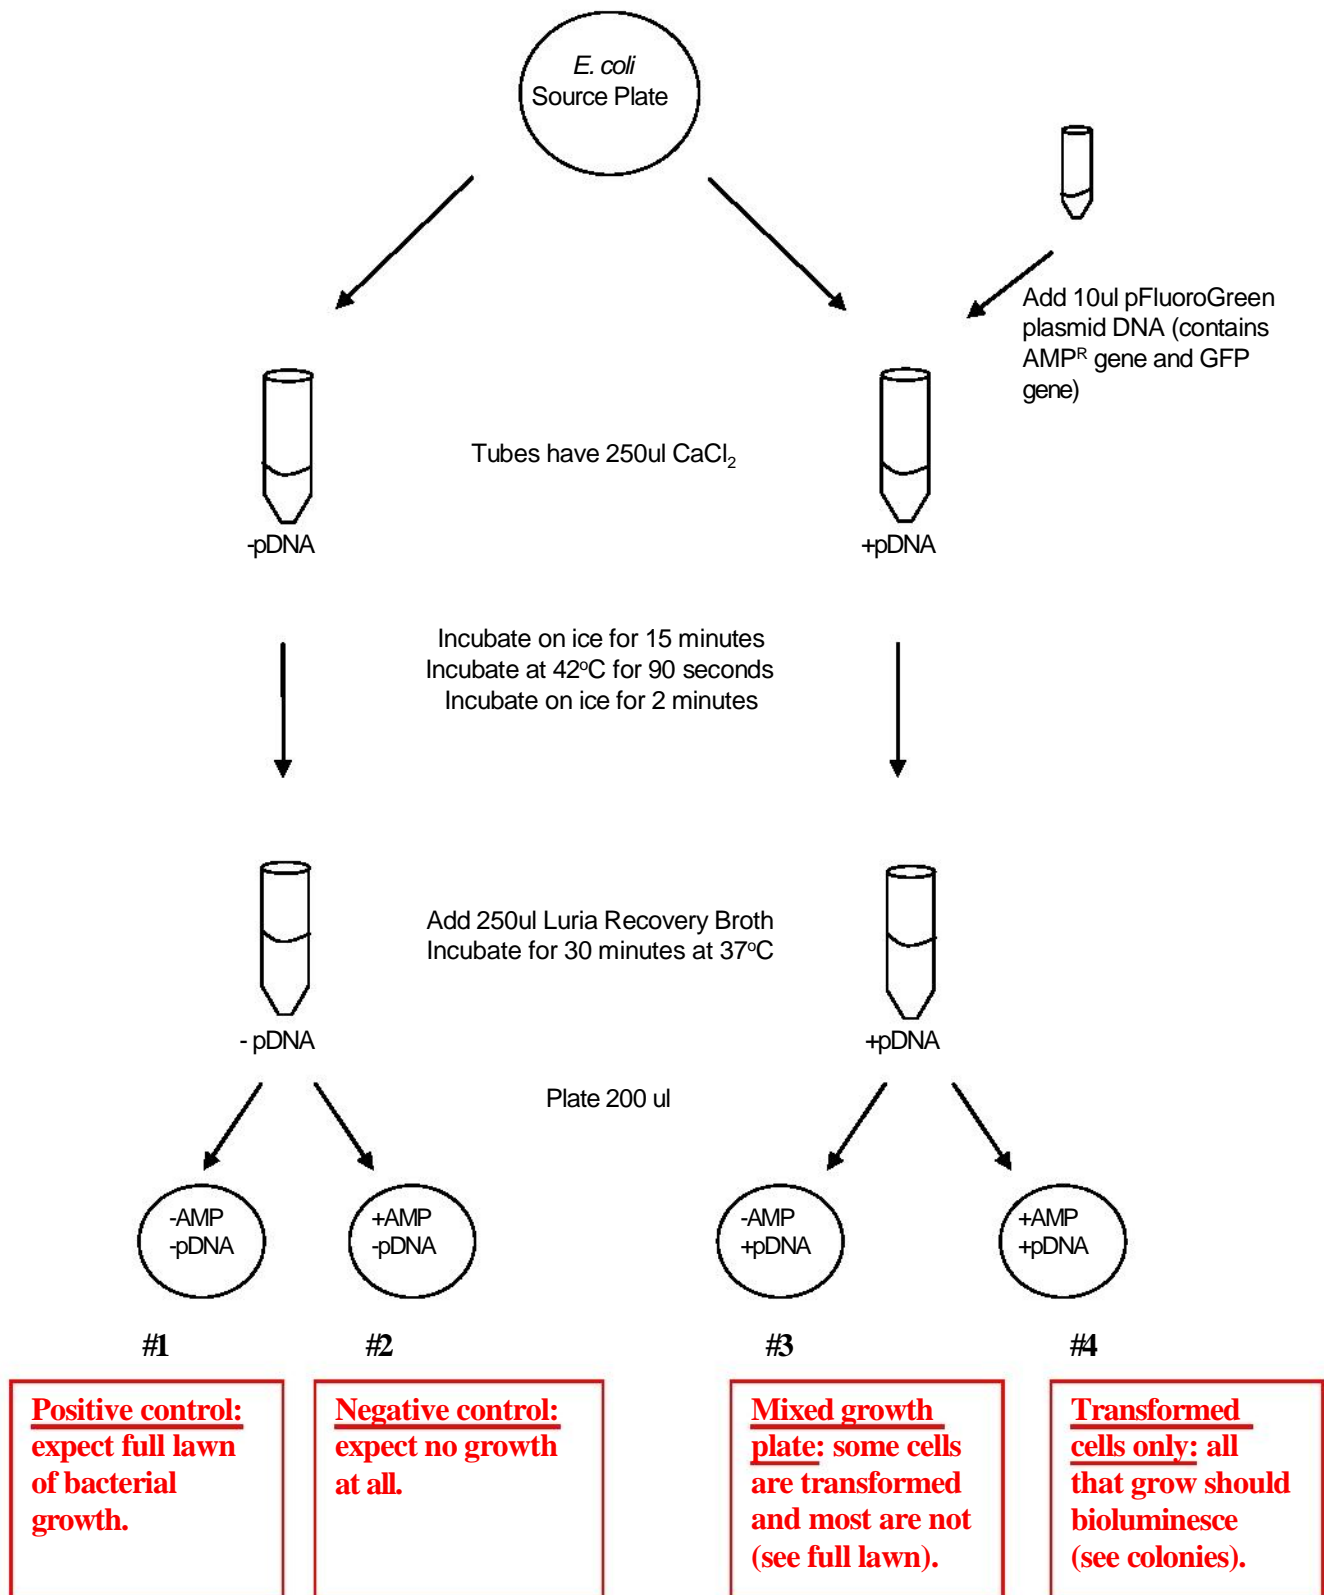 E. coli
Source Plate
Add 10ul pFluoroGreen
plasmid DNA (contains
AMPᴿ gene and GFP
gene)
Tubes have 250ul CaCl₂
-pDNA
+pDNA
Incubate on ice for 15 minutes
Incubate at 42ºC for 90 seconds
Incubate on ice for 2 minutes
Add 250ul Luria Recovery Broth
Incubate for 30 minutes at 37ºC
- pDNA
+pDNA
Plate 200 ul
-AMP
-pDNA
+AMP
-pDNA
-AMP
+pDNA
+AMP
+pDNA
#1
#2
#3
#4
Positive control:
expect full lawn
of bacterial
growth.
Negative control:
expect no growth
at all.
Mixed growth
plate: some cells
are transformed
and most are not
(see full lawn).
Transformed
cells only: all
that grow should
bioluminesce
(see colonies).